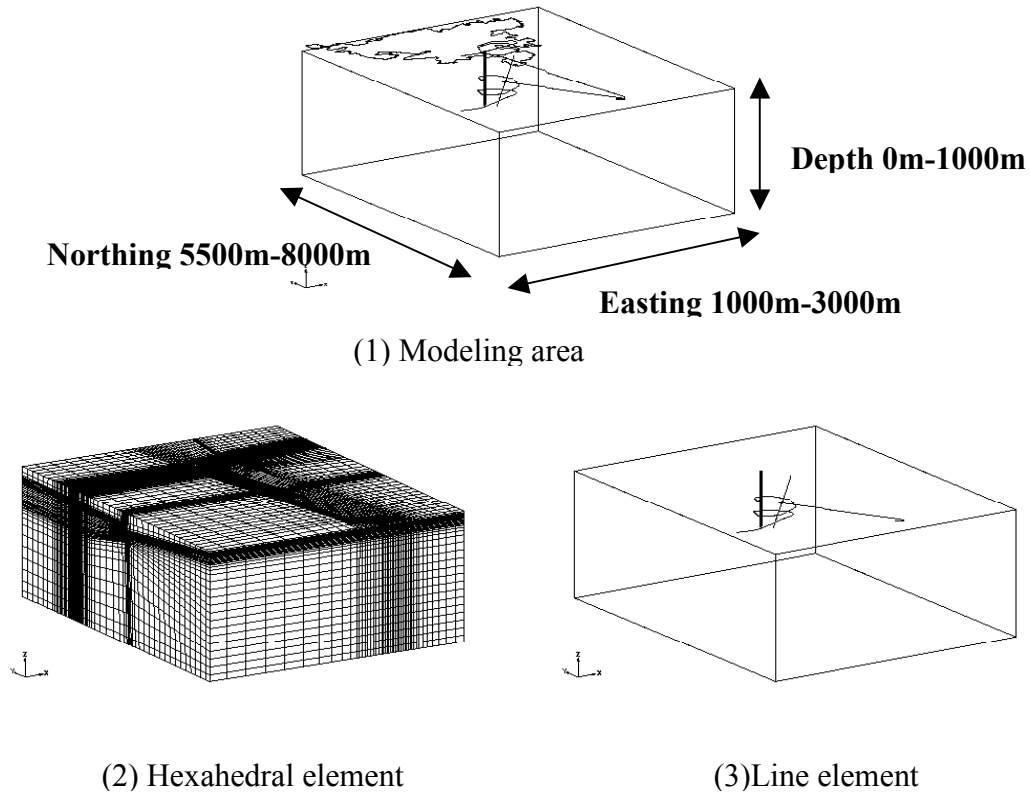 Depth 0m-1000m
Northing 5500m-8000m
Easting 1000m-3000m
(1) Modeling area
Z
Y
X
Z
Y
X
(2) Hexahedral element
(3)Line element